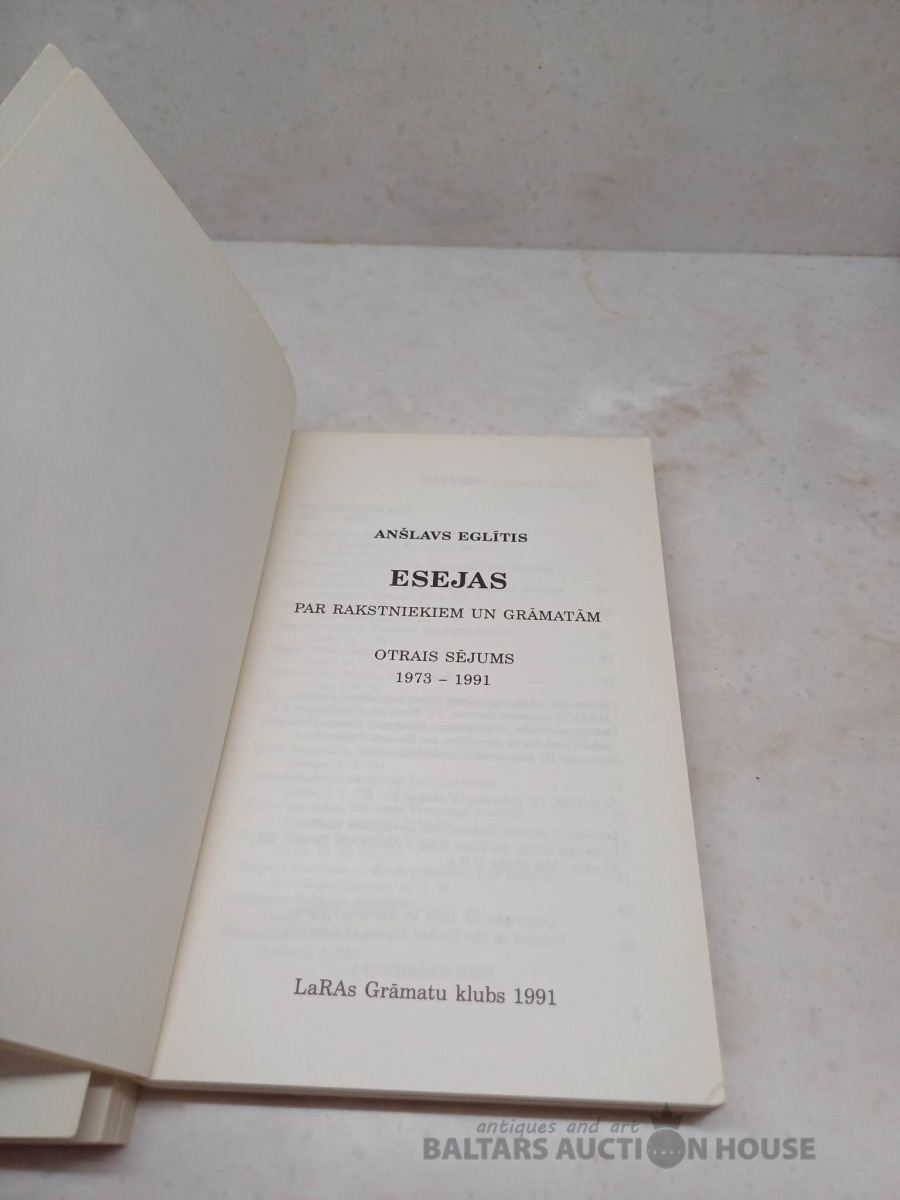 ANŠLAVS EGLĪTIS
ESEJAS
PAR RAKSTNIEKIEM UN GRĀMATĀM
OTRAIS SĒJUMS
1973 – 1991
LaRAs Grāmatu klubs 1991
antiques and art
BALTARS AUCTION HOUSE